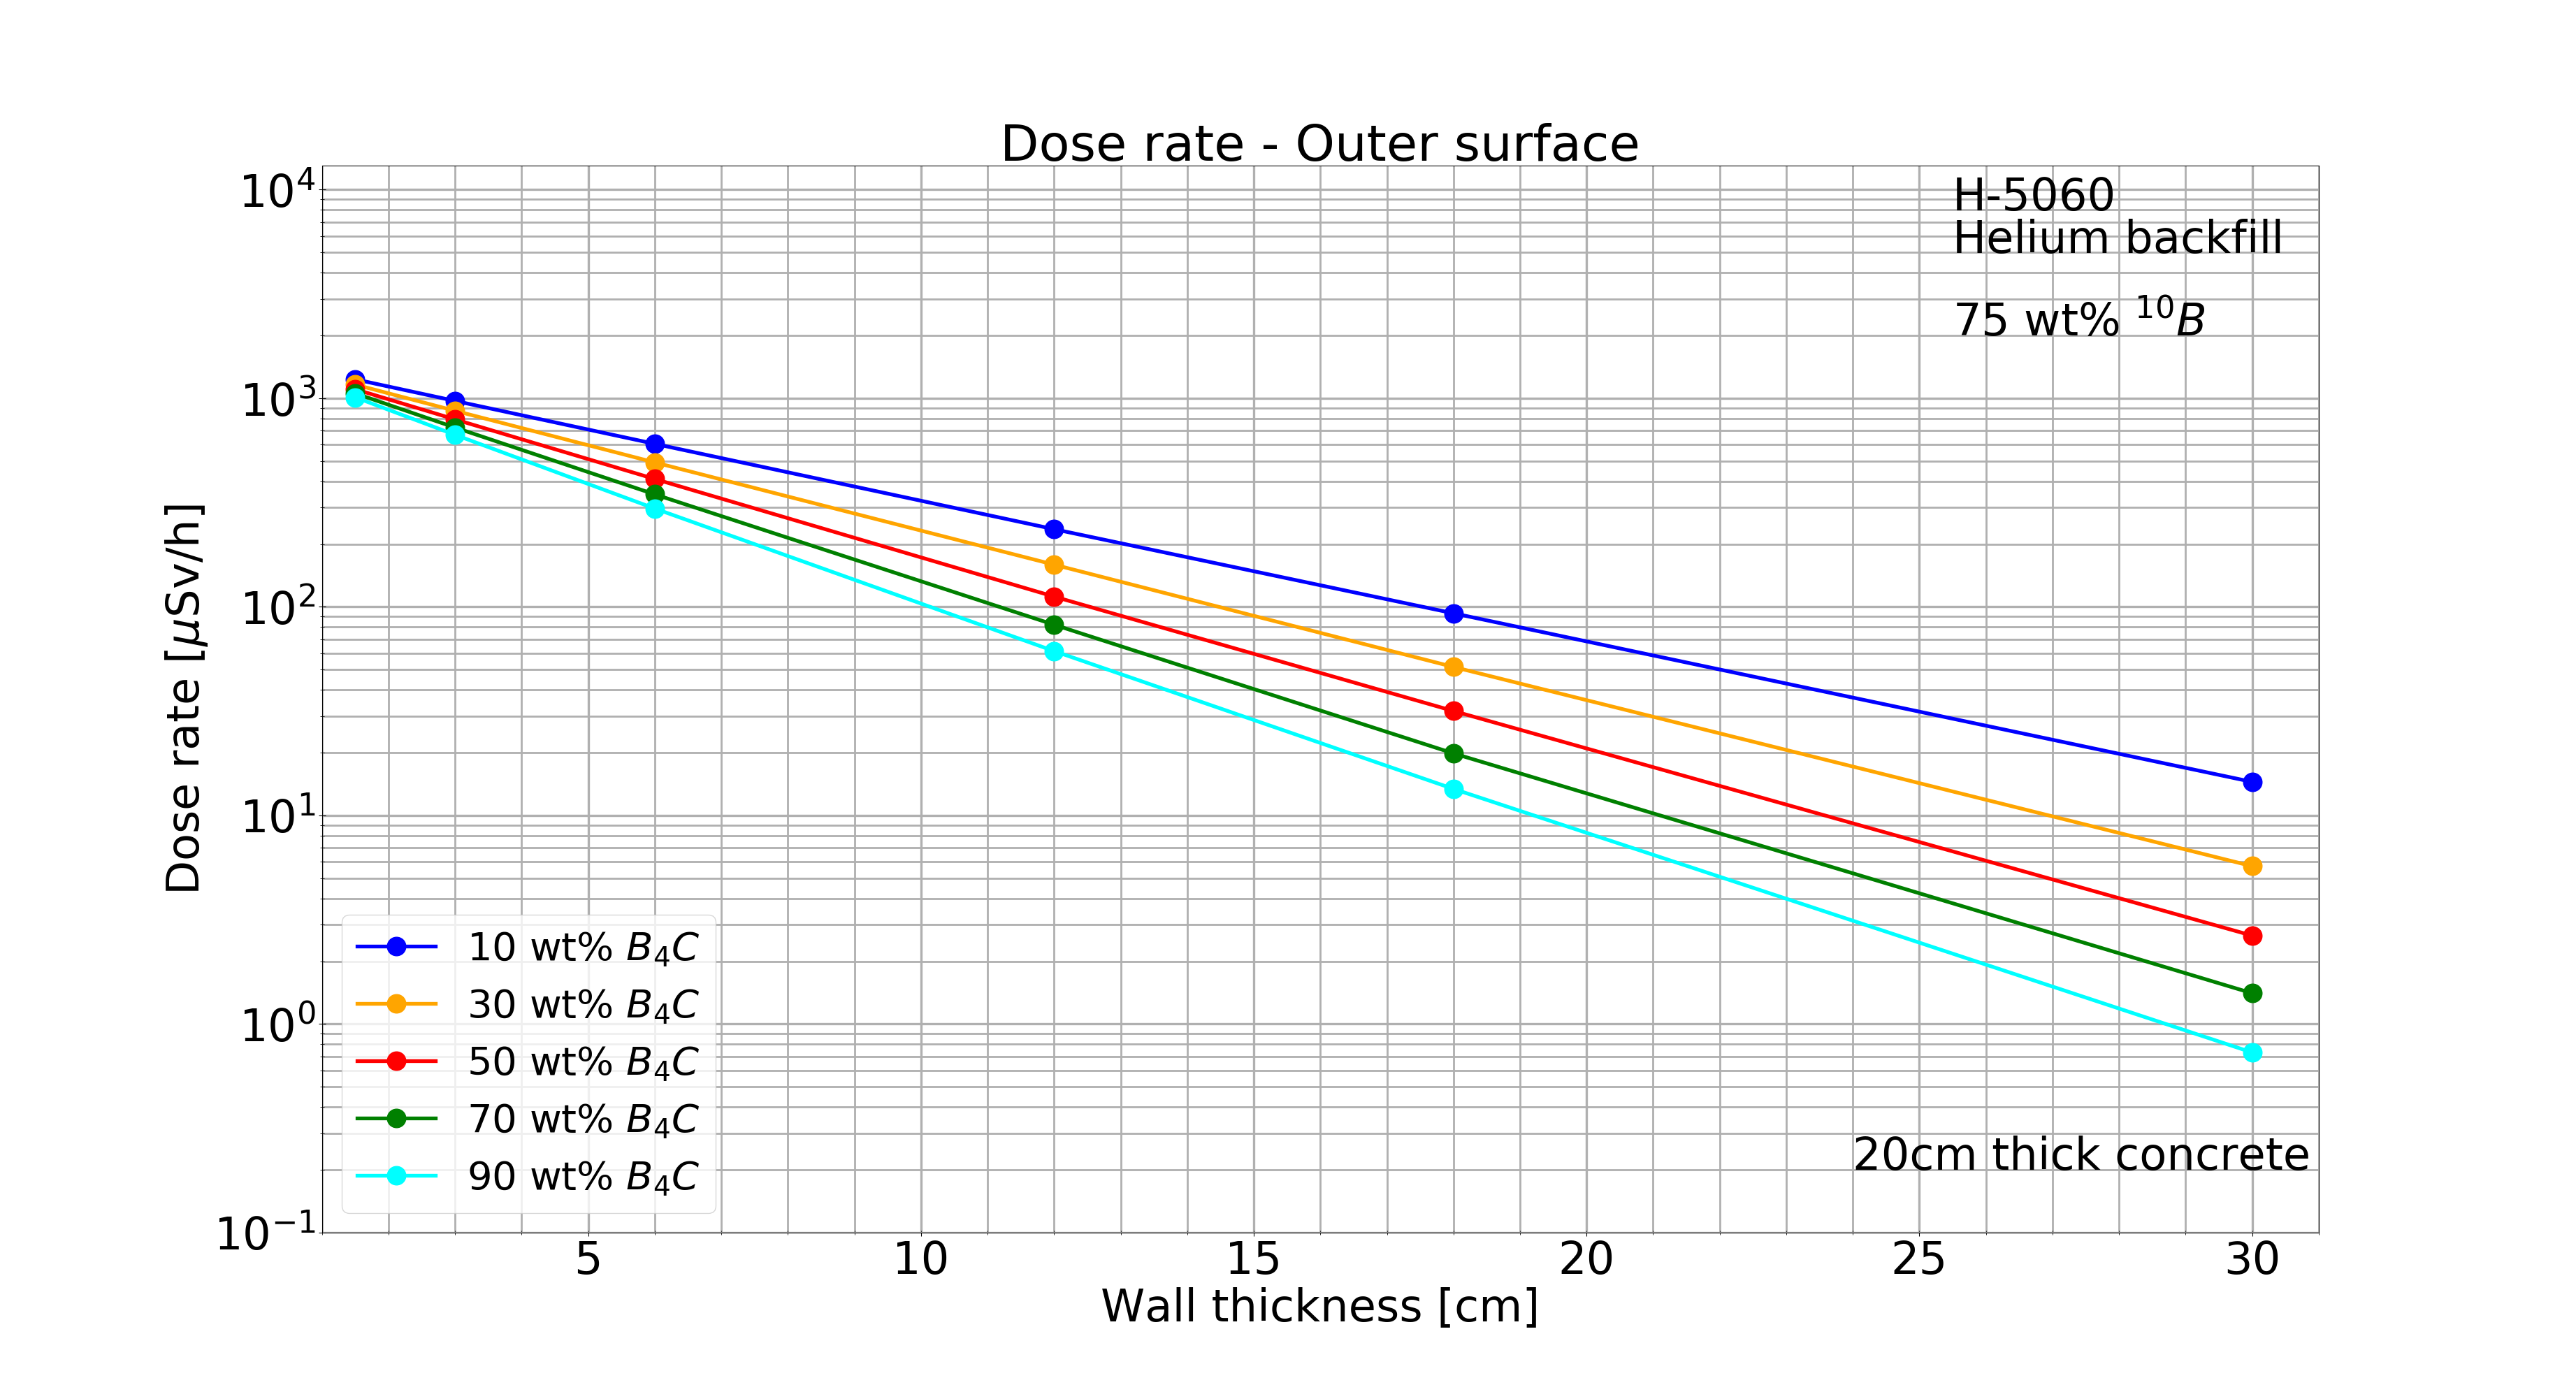 Dose rate - Outer surface
H-5060
Helium backfill
75 wt% ¹⁰B
10⁴
10³
10²
10¹
10⁰
10⁻¹
Dose rate [μSv/h]
10 wt% B₄C
30 wt% B₄C
50 wt% B₄C
70 wt% B₄C
90 wt% B₄C
20cm thick concrete
5 10 15 20 25 30
Wall thickness [cm]